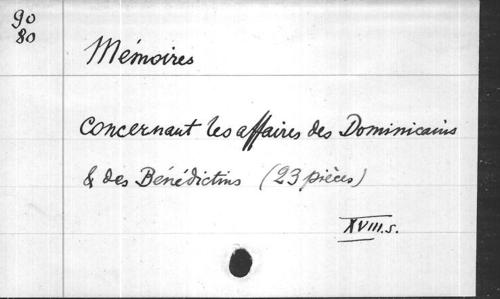 90
80
Mémoires
concernant les affaires des Dominicains
& des Bénédictins (23 pièces)
XVIII.s.